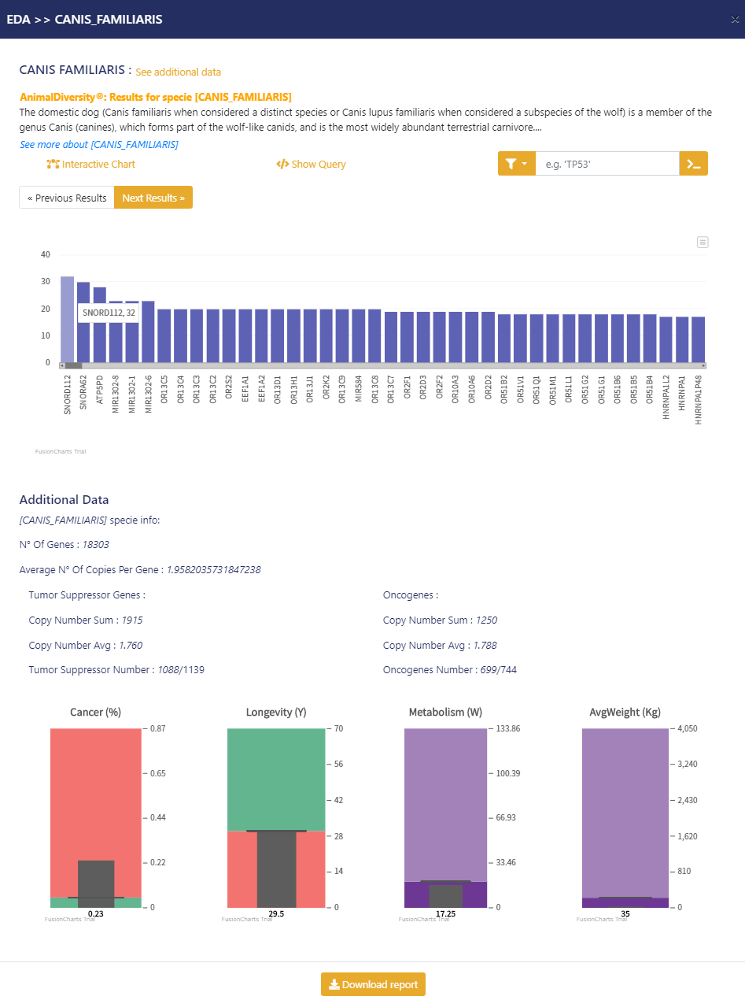 EDA >> CANIS_FAMILIARIS
×
CANIS FAMILIARIS : See additional data
AnimalDiversity®: Results for specie [CANIS_FAMILIARIS]
The domestic dog (Canis familiaris when considered a distinct species or Canis lupus familiaris when considered a subspecies of the wolf) is a member of the
genus Canis (canines), which forms part of the wolf-like canids, and is the most widely abundant terrestrial carnivore....
See more about [CANIS_FAMILIARIS]
Interactive Chart
Show Query
e.g. 'TP53'
« Previous Results
Next Results »
40
30
20
10
0
SNORD112, 32
SNORD112
SNORA62
ATP5PD
MIR1302-8
MIR1302-1
MIR1302-6
OR13C5
OR13C4
OR13C3
OR13C2
OR2S2
EEF1A1
EEF1A2
OR13D1
OR13H1
OR13J1
OR2K2
OR13C9
MIR584
OR13C8
OR13C7
OR2F1
OR2D3
OR2F2
OR10A3
OR10A6
OR2D2
OR51B2
OR51V1
OR51Q1
OR51M1
OR51L1
OR51G2
OR51G1
OR51B6
OR51B5
OR51B4
HNRNPA1L2
HNRNPA1
HNRNPA1P48
FusionCharts Trial
Additional Data
[CANIS_FAMILIARIS] specie info:
N° Of Genes : 18303
Average N° Of Copies Per Gene : 1.9582035731847238
Tumor Suppressor Genes :
Copy Number Sum : 1915
Copy Number Avg : 1.760
Tumor Suppressor Number : 1088/1139
Oncogenes :
Copy Number Sum : 1250
Copy Number Avg : 1.788
Oncogenes Number : 699/744
Cancer (%)
0.87
0.65
0.44
0.22
0
0.23
FusionCharts Trial
Longevity (Y)
70
56
42
28
14
0
29.5
FusionCharts Trial
Metabolism (W)
133.86
100.39
66.93
33.46
0
17.25
FusionCharts Trial
AvgWeight (Kg)
4,050
3,240
2,430
1,620
810
0
35
FusionCharts Trial
Download report